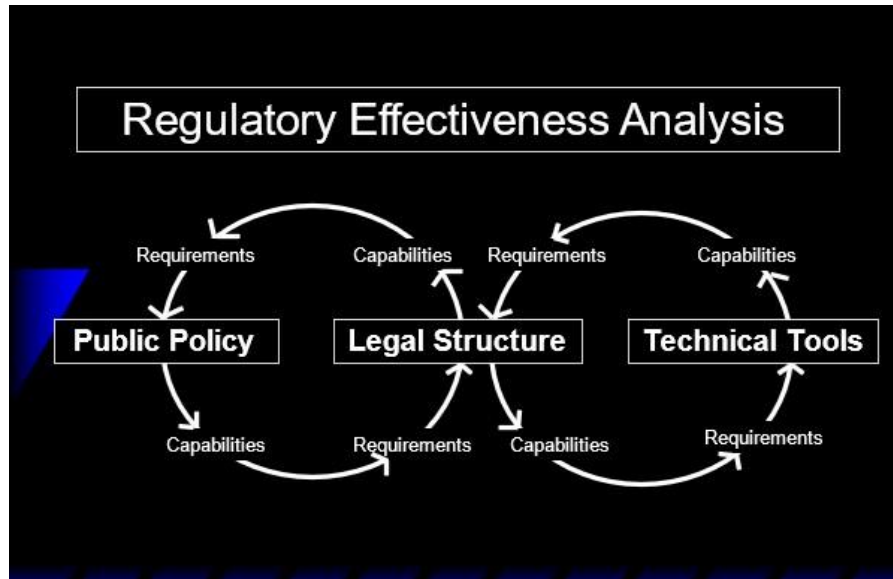 Regulatory Effectiveness Analysis
Requirements Capabilities Requirements Capabilities
Public Policy Legal Structure Technical Tools
Capabilities Requirements Capabilities Requirements